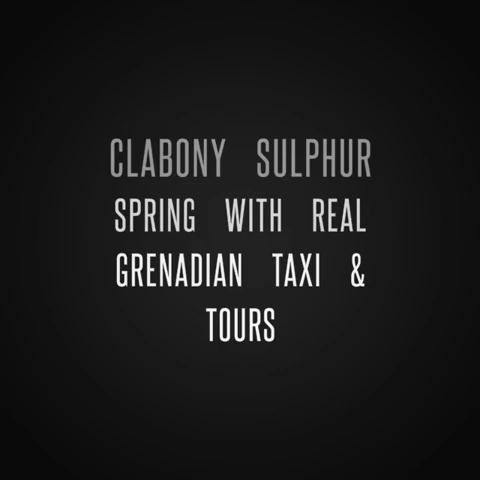 CLABONY SULPHUR
SPRING WITH REAL
GRENADIAN TAXI &
TOURS